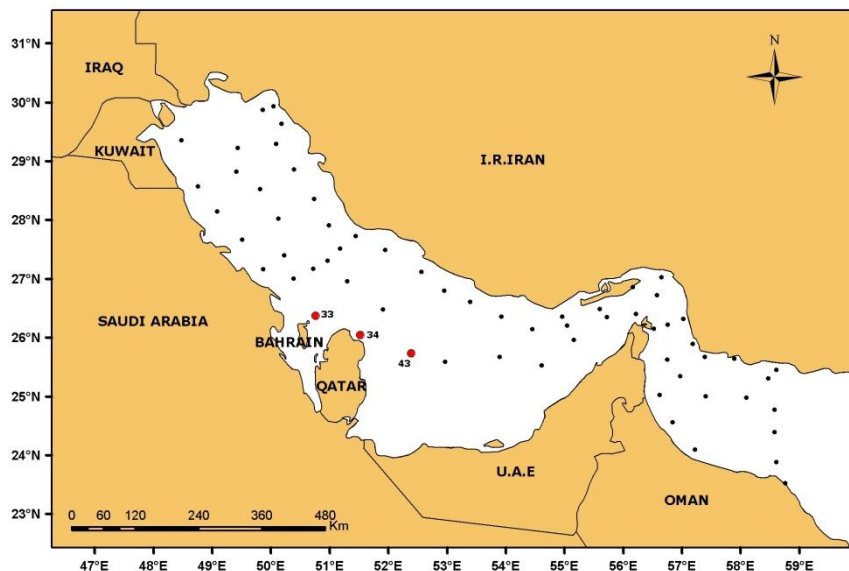 31°N
30°N
29°N
28°N
27°N
26°N
25°N
24°N
23°N
N
IRAQ
KUWAIT
I.R.IRAN
SAUDI ARABIA
33
34
BAHRAIN
43
QATAR
U.A.E
OMAN
0 60 120 240 360 480
Km
47°E 48°E 49°E 50°E 51°E 52°E 53°E 54°E 55°E 56°E 57°E 58°E 59°E